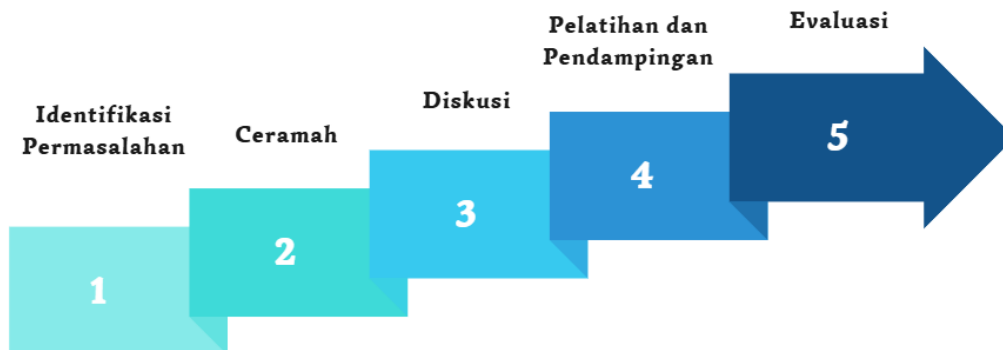 Identifikasi
Permasalahan
1
Ceramah
2
Diskusi
3
Pelatihan dan
Pendampingan
4
Evaluasi
5